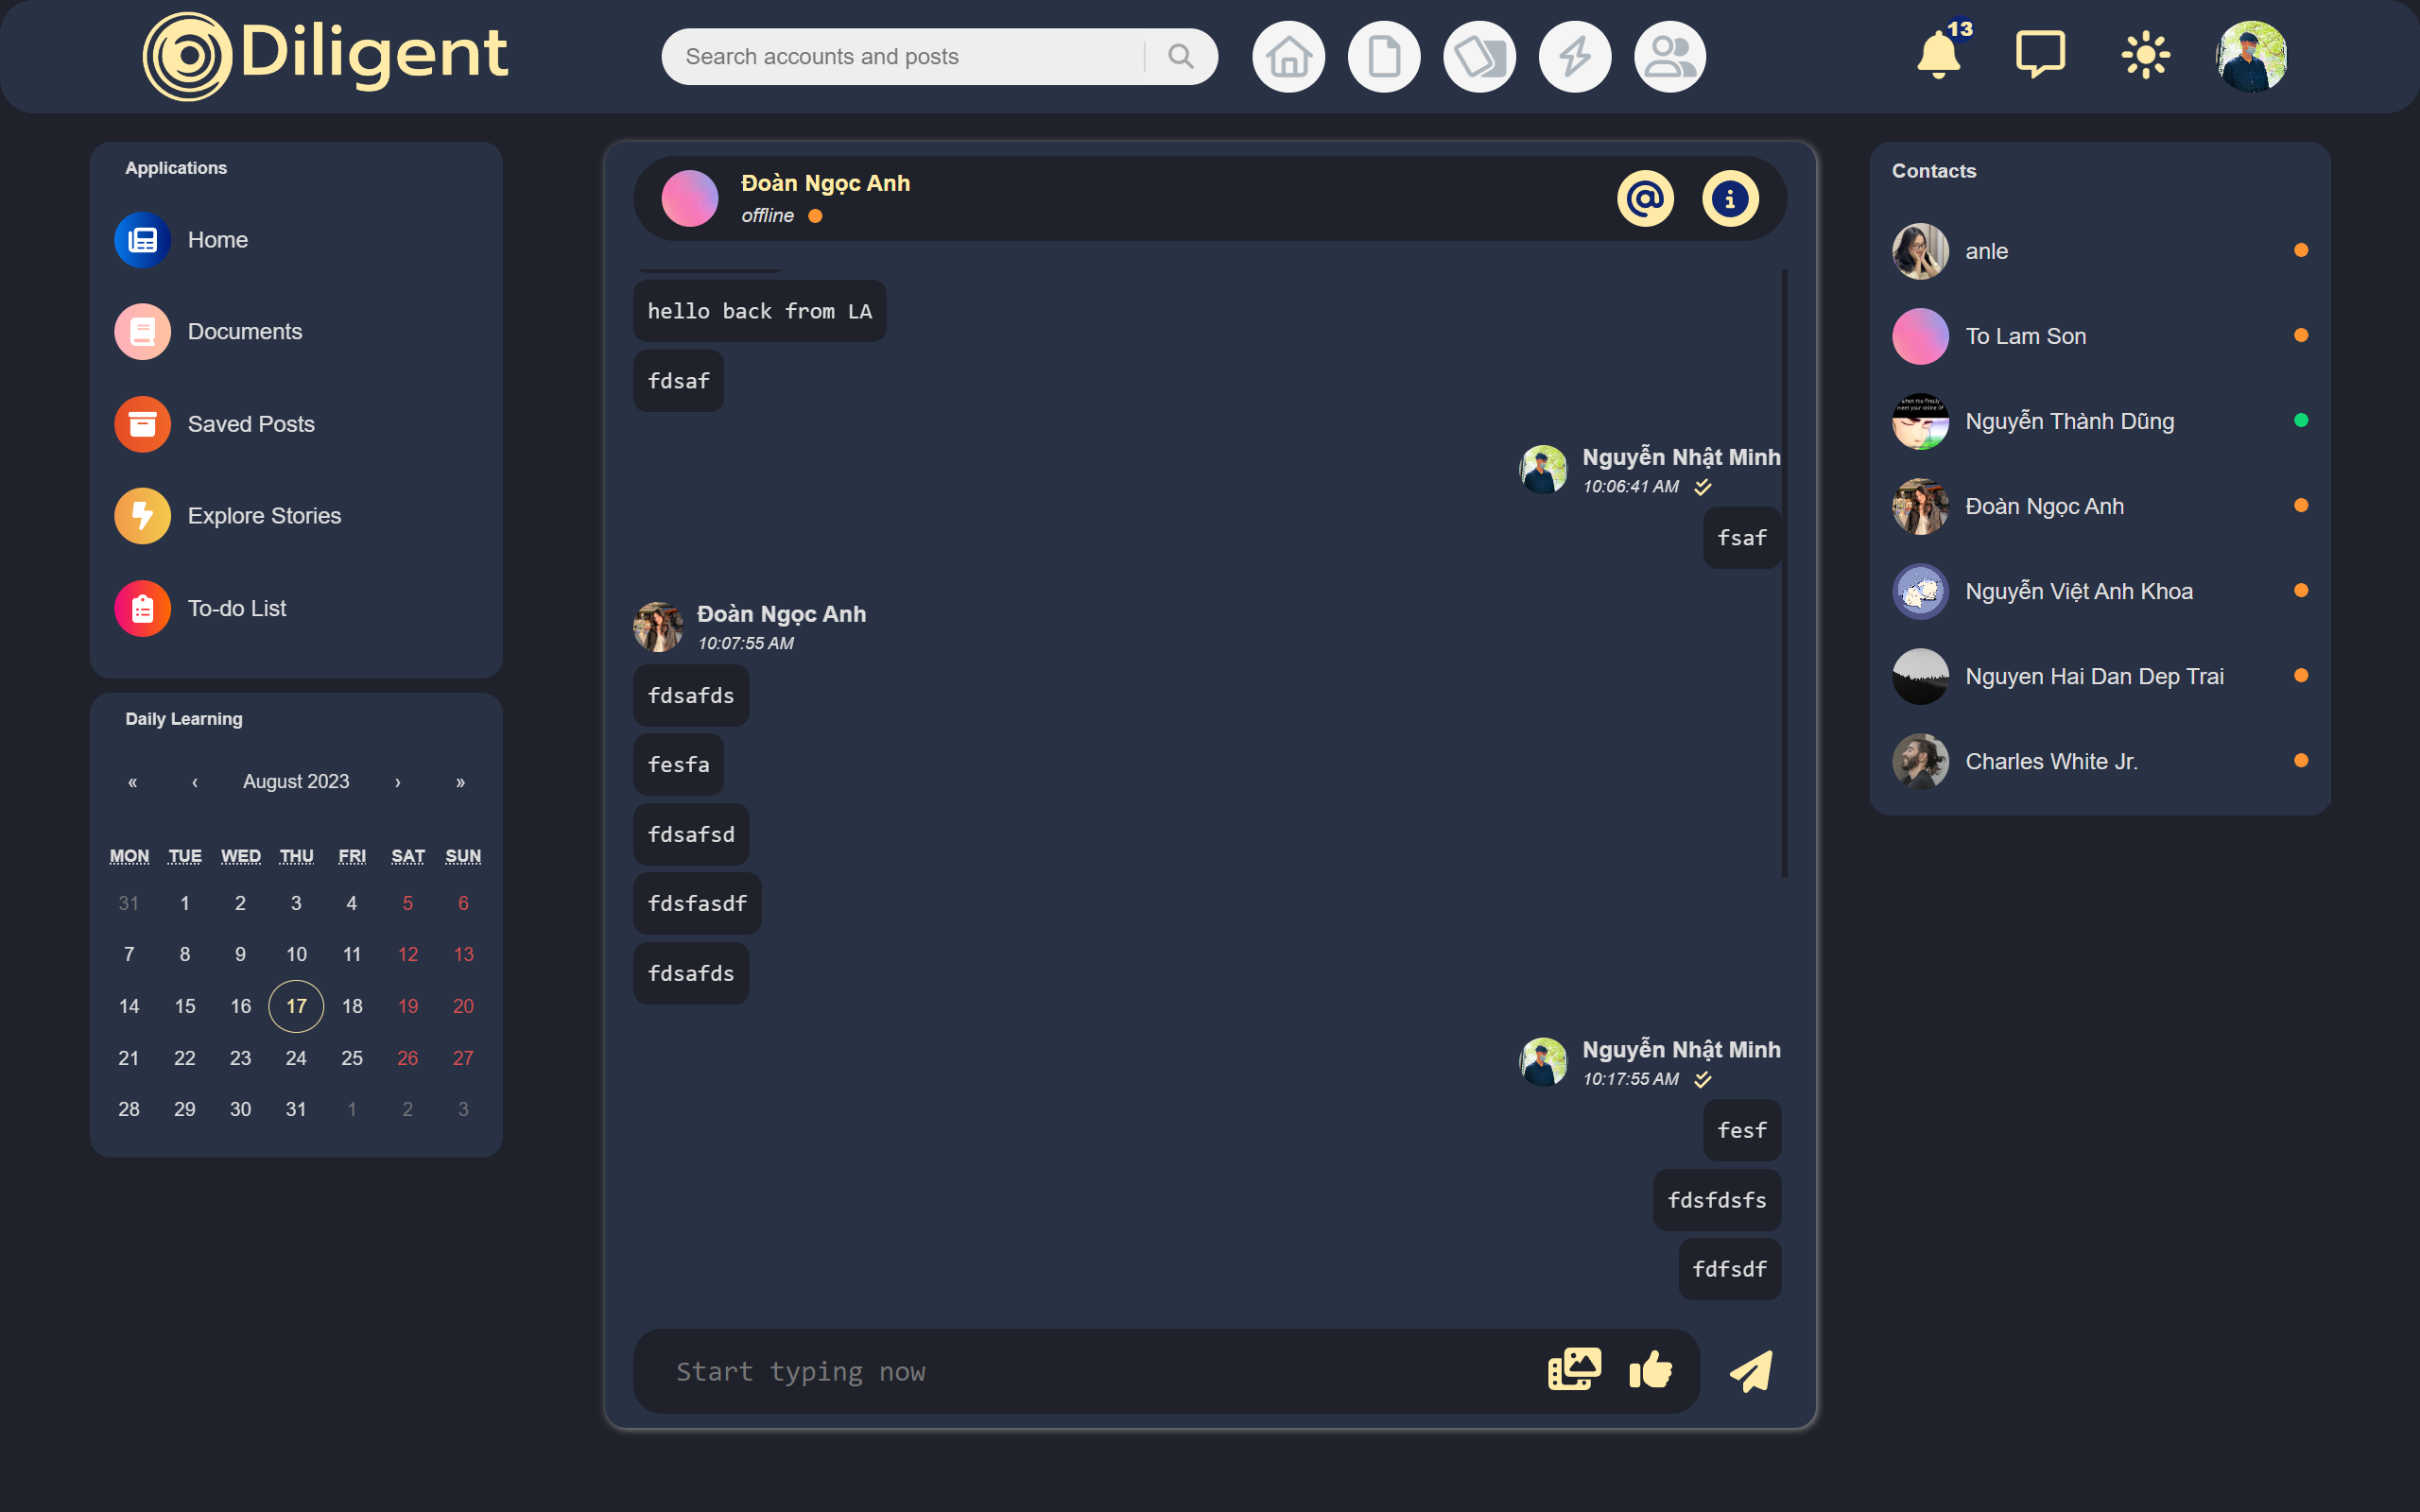 Diligent
Search accounts and posts
13
Applications
Home
Documents
Saved Posts
Explore Stories
To-do List
Daily Learning
« ‹ August 2023 › »
MON TUE WED THU FRI SAT SUN
31 1 2 3 4 5 6
7 8 9 10 11 12 13
14 15 16 17 18 19 20
21 22 23 24 25 26 27
28 29 30 31 1 2 3
Đoàn Ngọc Anh
offline
hello back from LA
fdsaf
Nguyễn Nhật Minh
10:06:41 AM
fsaf
Đoàn Ngọc Anh
10:07:55 AM
fdsafds
fesfa
fdsafsd
fdsfasdf
fdsafds
Nguyễn Nhật Minh
10:17:55 AM
fesf
fdsfdsfs
fdfsdf
Start typing now
Contacts
anle
To Lam Son
Nguyễn Thành Dũng
Đoàn Ngọc Anh
Nguyễn Việt Anh Khoa
Nguyen Hai Dan Dep Trai
Charles White Jr.